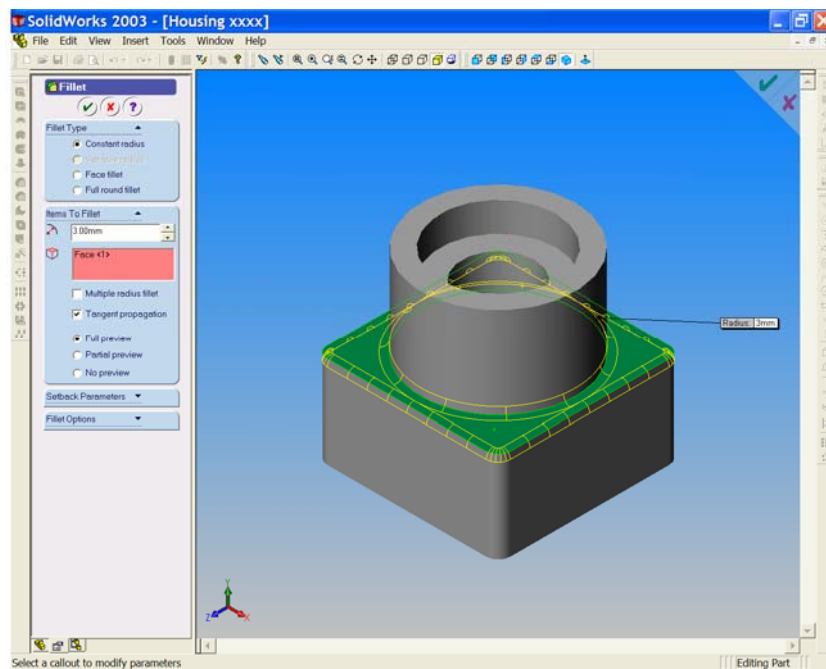 SolidWorks 2003 - [Housing xxxx]
File Edit View Insert Tools Window Help
Fillet
Fillet Type
Constant radius
Face fillet
Full round fillet
Items To Fillet
3.00mm
Face <1>
Multiple radius fillet
Tangent propagation
Full preview
Partial preview
No preview
Setback Parameters
Fillet Options
Radius: 3mm
Y
Z
X
Select a callout to modify parameters
Editing Part